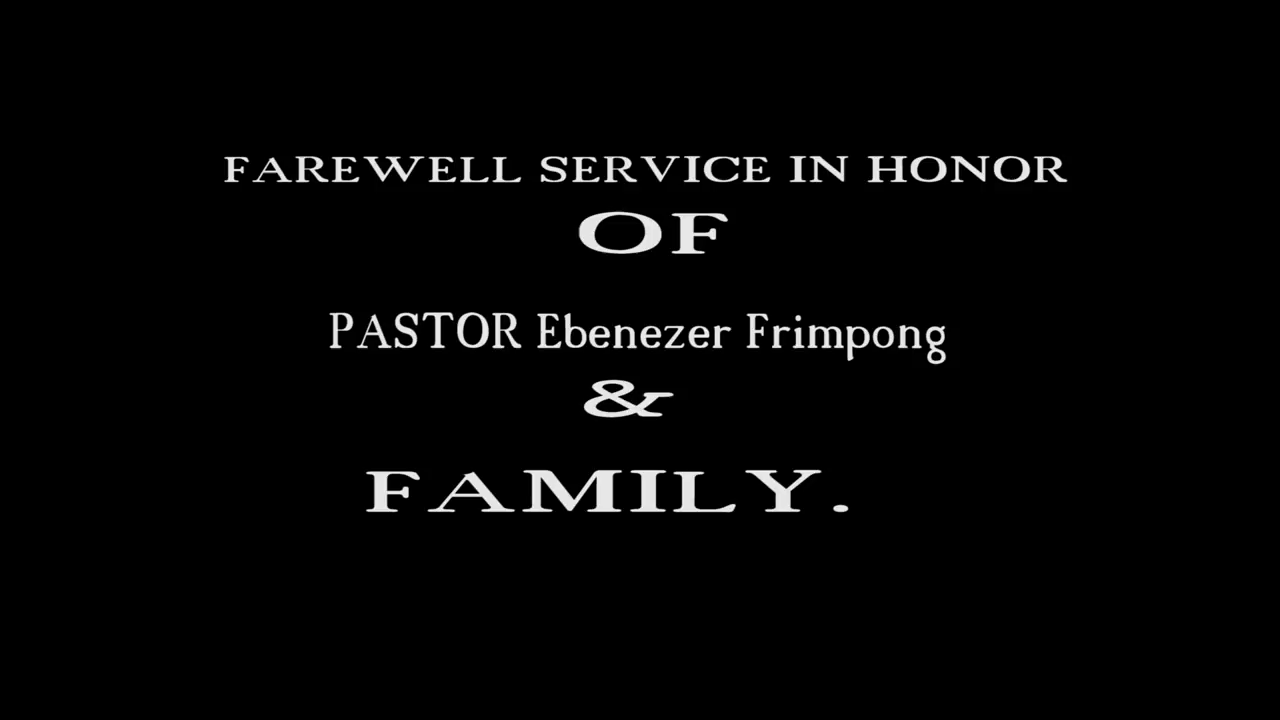 FAREWELL SERVICE IN HONOR
OF
PASTOR Ebenezer Frimpong
&
FAMILY.